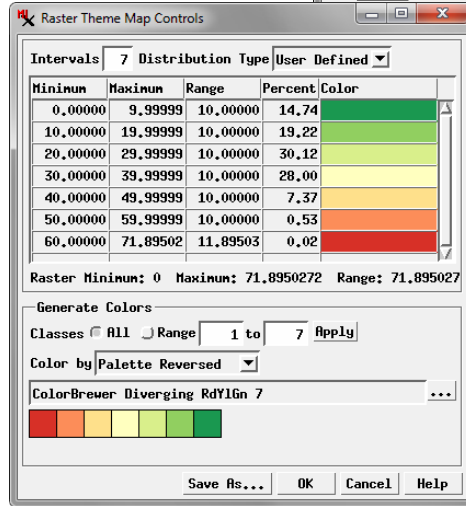 Raster Theme Map Controls
Intervals 7 Distribution Type User Defined
Minimum Maximum Range Percent Color
0.00000 9.99999 10.00000 14.74
10.00000 19.99999 10.00000 19.22
20.00000 29.99999 10.00000 30.12
30.00000 39.99999 10.00000 28.00
40.00000 49.99999 10.00000 7.37
50.00000 59.99999 10.00000 0.53
60.00000 71.89502 11.89503 0.02
Raster Minimum: 0 Maximum: 71.8950272 Range: 71.895027
Generate Colors
Classes All Range 1 to 7 Apply
Color by Palette Reversed
ColorBrewer Diverging RdYlGn 7 ...
Save As... OK Cancel Help